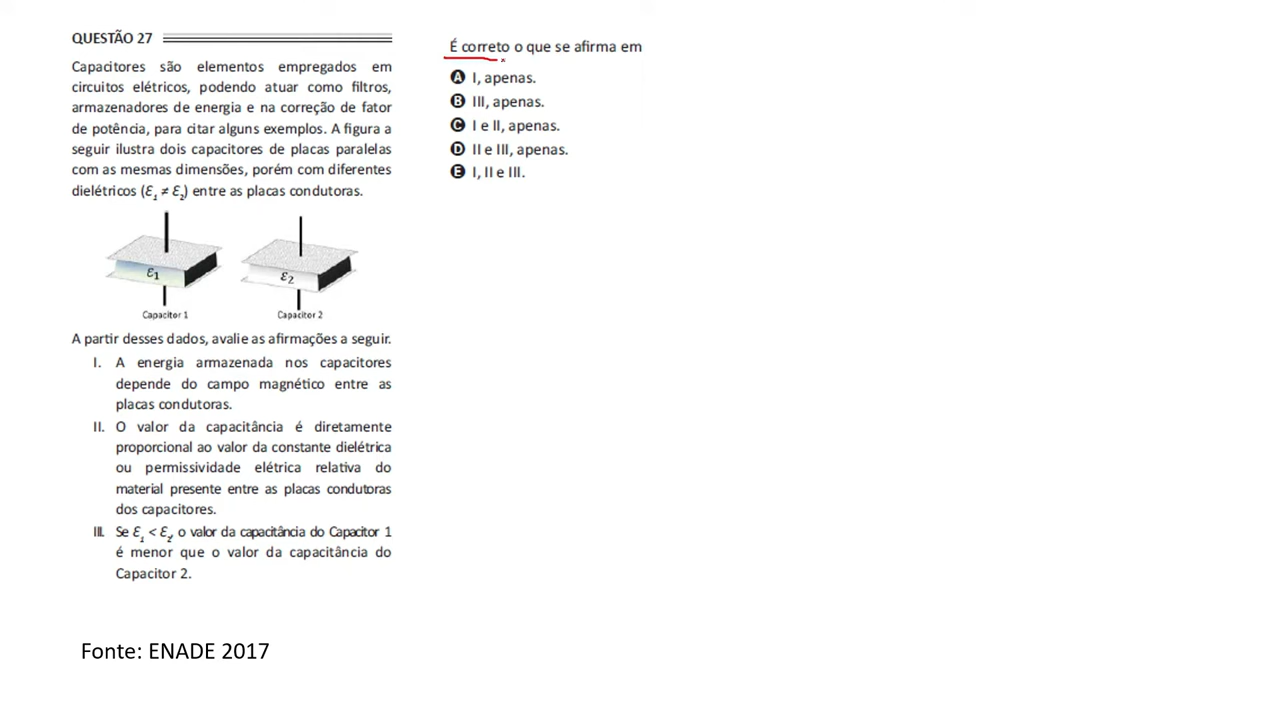 QUESTÃO 27
Capacitores são elementos empregados em
circuitos elétricos, podendo atuar como filtros,
armazenadores de energia e na correção de fator
de potência, para citar alguns exemplos. A figura a
seguir ilustra dois capacitores de placas paralelas
com as mesmas dimensões, porém com diferentes
dielétricos (Ɛ₁ ≠ Ɛ₂) entre as placas condutoras.
Ɛ₁ Ɛ₂
Capacitor 1 Capacitor 2
A partir desses dados, avalie as afirmações a seguir.
I. A energia armazenada nos capacitores
depende do campo magnético entre as
placas condutoras.
II. O valor da capacitância é diretamente
proporcional ao valor da constante dielétrica
ou permissividade elétrica relativa do
material presente entre as placas condutoras
dos capacitores.
III. Se Ɛ₁ < Ɛ₂, o valor da capacitância do Capacitor 1
é menor que o valor da capacitância do
Capacitor 2.
É correto o que se afirma em
A I, apenas.
B III, apenas.
C I e II, apenas.
D II e III, apenas.
E I, II e III.
Fonte: ENADE 2017